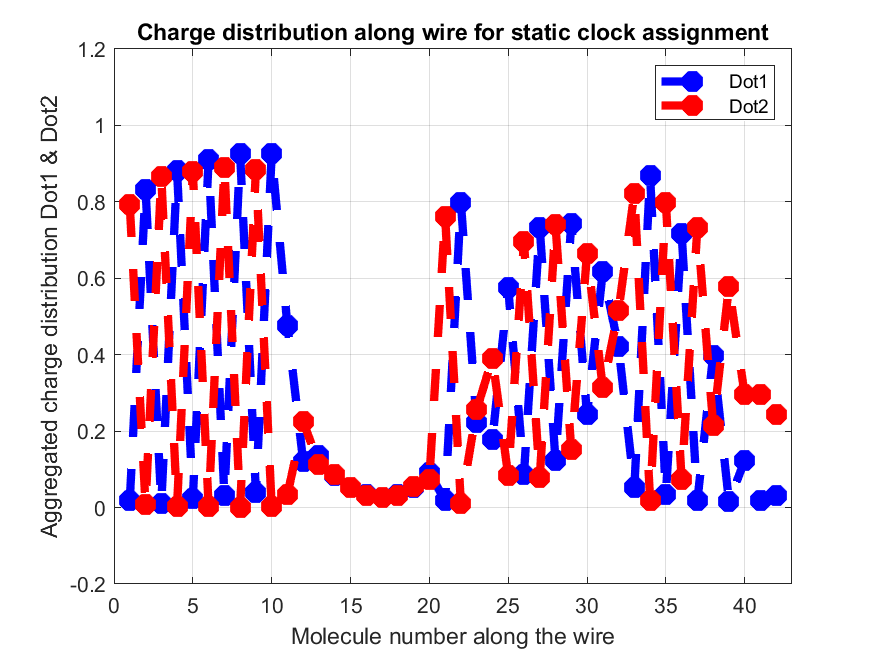 Charge distribution along wire for static clock assignment
1.2
1
0.8
0.6
0.4
0.2
0
-0.2
Aggregated charge distribution Dot1 & Dot2
Dot1
Dot2
0 5 10 15 20 25 30 35 40
Molecule number along the wire